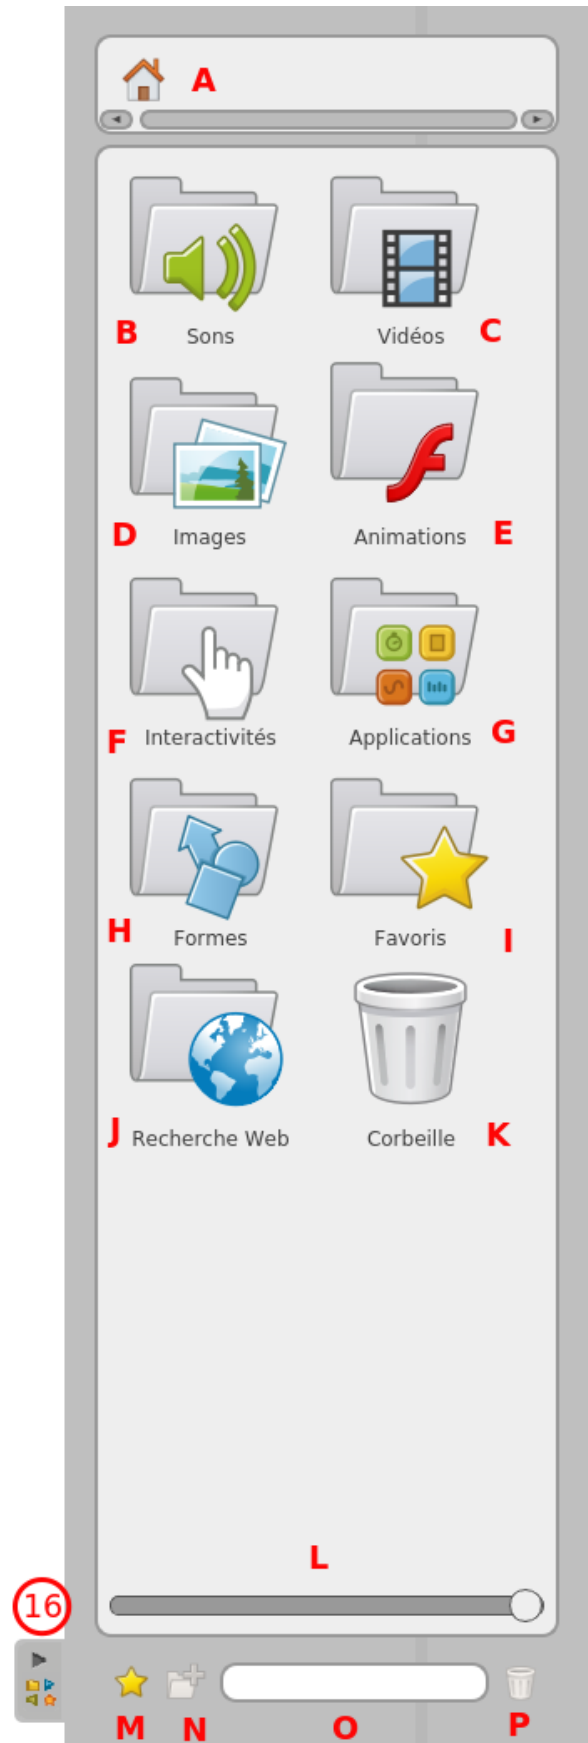 A
Sons
Vidéos
B
C
Images
Animations
D
E
Interactivités
Applications
F
G
Formes
Favoris
H
I
Recherche Web
Corbeille
J
K
L
16
M
N
O
P